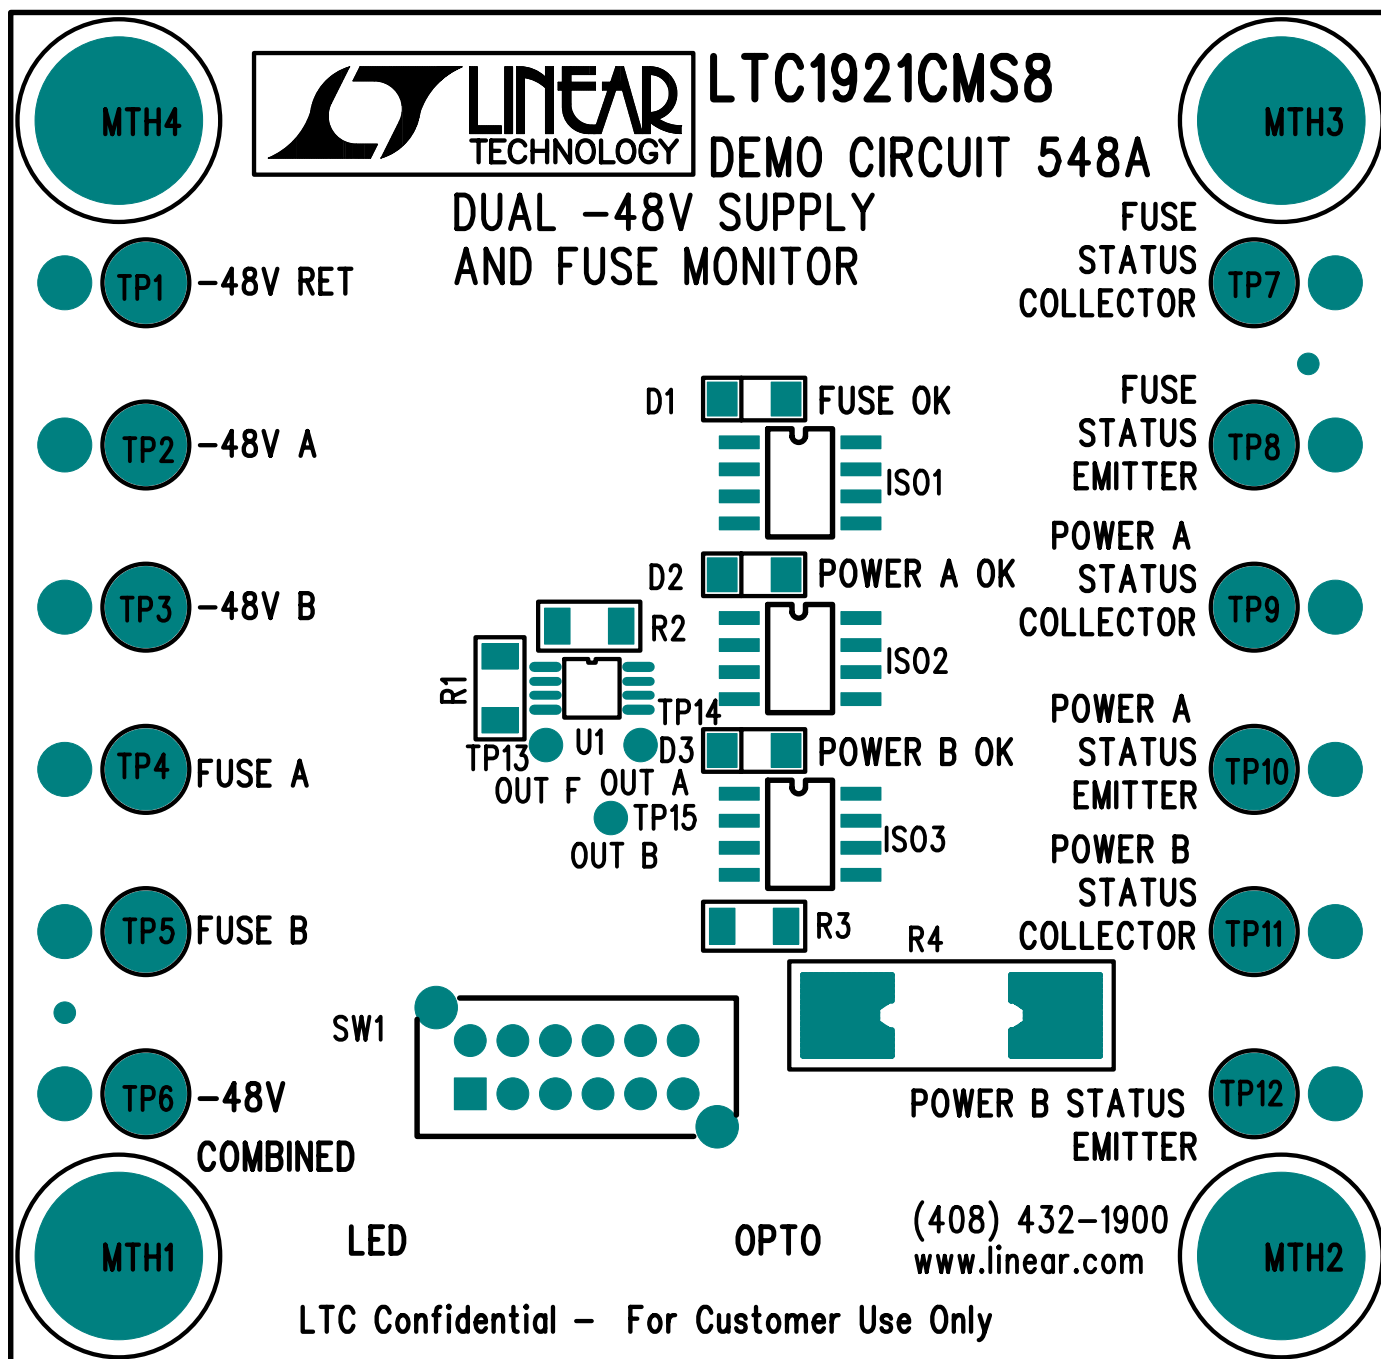 MTH4
LINEAR
TECHNOLOGY
LTC1921CMS8
DEMO CIRCUIT 548A
MTH3
DUAL -48V SUPPLY
AND FUSE MONITOR
TP1 -48V RET
FUSE
STATUS
COLLECTOR
TP7
D1 FUSE OK
TP2 -48V A
FUSE
STATUS
EMITTER
TP8
ISO1
D2 POWER A OK
TP3 -48V B
POWER A
STATUS
COLLECTOR
TP9
R2
R1
ISO2
TP14
U1
TP13
D3 POWER B OK
OUT F
OUT A
TP15
OUT B
TP4 FUSE A
POWER A
STATUS
EMITTER
TP10
ISO3
POWER B
STATUS
COLLECTOR
TP11
TP5 FUSE B
R3
R4
SW1
TP6 -48V
COMBINED
POWER B STATUS
EMITTER
TP12
MTH1
LED
OPTO
(408) 432-1900
www.linear.com
MTH2
LTC Confidential - For Customer Use Only